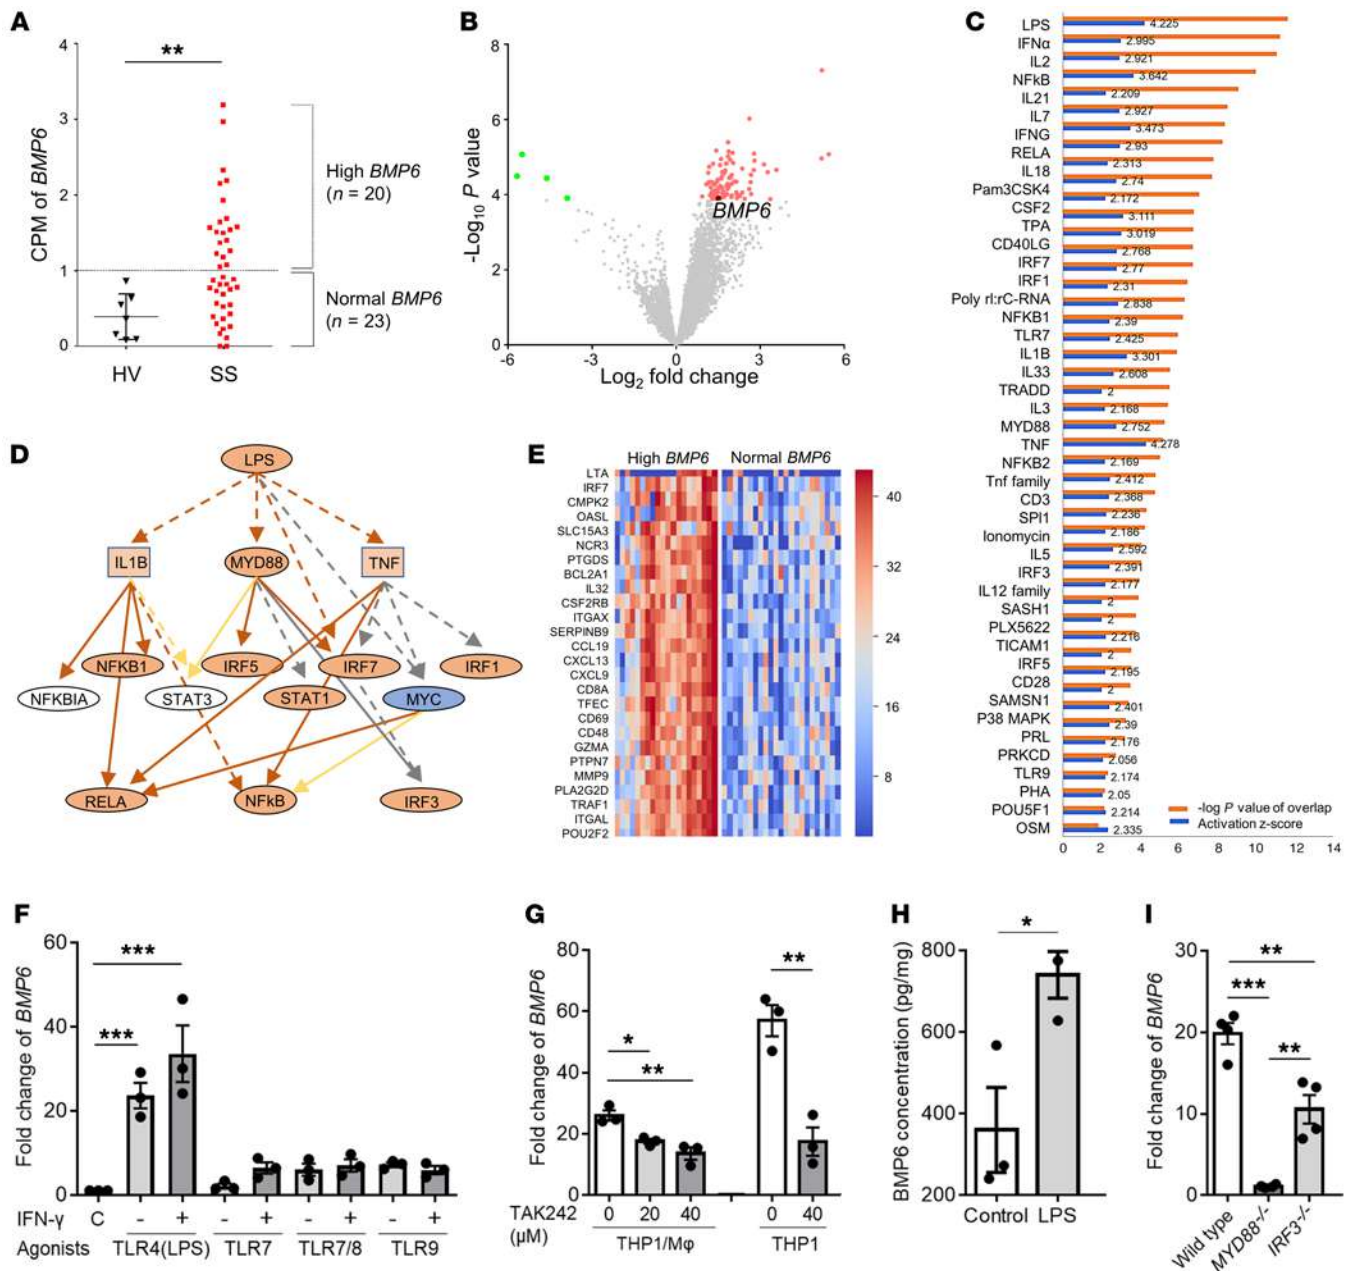 A
**
4
3
2
1
0
CPM of BMP6
High BMP6
(n = 20)
Normal BMP6
(n = 23)
HV
SS
B
8
6
4
2
0
-Log10 P value
BMP6
-6
-3
0
3
6
Log2 fold change
C
LPS
IFNα
IL2
NFkB
IL21
IL7
IFNG
RELA
IL18
Pam3CSK4
CSF2
TPA
CD40LG
IRF7
IRF1
Poly rI:rC-RNA
NFKB1
TLR7
IL1B
IL33
TRADD
IL3
MYD88
TNF
NFKB2
Tnf family
CD3
SPI1
Ionomycin
IL5
IRF3
IL12 family
SASH1
PLX5622
TICAM1
IRF5
CD28
SAMSN1
P38 MAPK
PRL
PRKCD
TLR9
PHA
POU5F1
OSM
4.225
2.995
2.921
3.642
2.209
2.927
3.473
2.93
2.313
2.74
2.172
3.111
3.019
2.768
2.77
2.31
2.838
2.39
2.425
3.301
2.608
2
2.168
2.752
4.278
2.169
2.412
2.368
2.236
2.186
2.592
2.391
2.177
2
2
2.216
2
2.195
2
2.401
2.39
2.176
2.056
2.174
2.05
2.214
2.335
-log P value of overlap
Activation z-score
0 2 4 6 8 10 12 14
D
LPS
IL1B
MYD88
TNF
NFKB1
IRF5
IRF7
IRF1
NFKBIA
STAT3
STAT1
MYC
RELA
NFkB
IRF3
E
High BMP6
Normal BMP6
LTA
IRF7
CMPK2
OASL
SLC15A3
NCR3
PTGDS
BCL2A1
IL32
CSF2RB
ITGAX
SERPINB9
CCL19
CXCL13
CXCL9
CD8A
TFEC
CD69
CD48
GZMA
PTPN7
MMP9
PLA2G2D
TRAF1
ITGAL
POU2F2
40
32
24
16
8
F
60
40
20
0
Fold change of BMP6
***
***
IFN-γ C - + - + - + - +
Agonists TLR4(LPS) TLR7 TLR7/8 TLR9
G
80
60
40
20
0
Fold change of BMP6
*
**
**
TAK242 0 20 40 0 40
(µM)
THP1/Mφ THP1
H
800
600
400
200
BMP6 concentration (pg/mg)
*
Control LPS
I
30
20
10
0
Fold change of BMP6
**
***
**
Wild type
MYD88-/-
IRF3-/-